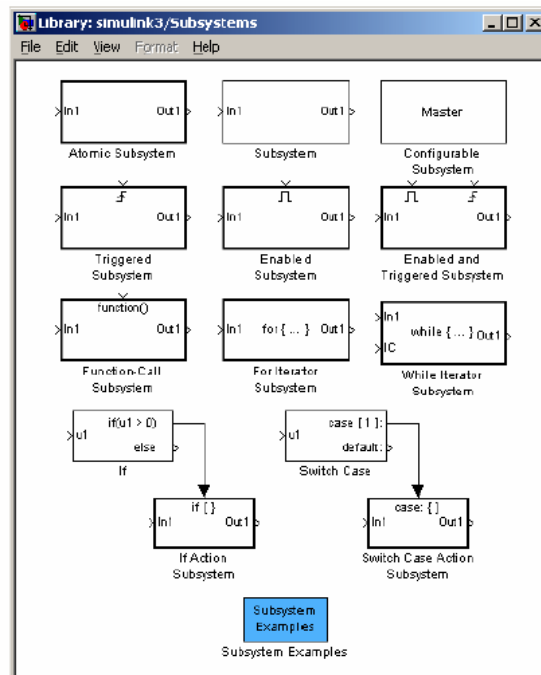 Library: simulink3/Subsystems
File Edit View Format Help
In1 Out1 In1 Out1 Master
Atomic Subsystem Subsystem Configurable
Subsystem
In1 Out1 In1 Out1 In1 Out1
Triggered Enabled Enabled and
Subsystem Subsystem Triggered Subsystem
function()
In1 Out1 In1 for { ... } Out1 In1 while { ... } Out1
IC
Function-Call For Iterator While Iterator
Subsystem Subsystem Subsystem
u1 if(u1 > 0) u1 case [ 1 ]:
else default:
If Switch Case
if { } case: { }
In1 Out1 In1 Out1
If Action Switch Case Action
Subsystem Subsystem
Subsystem
Examples
Subsystem Examples